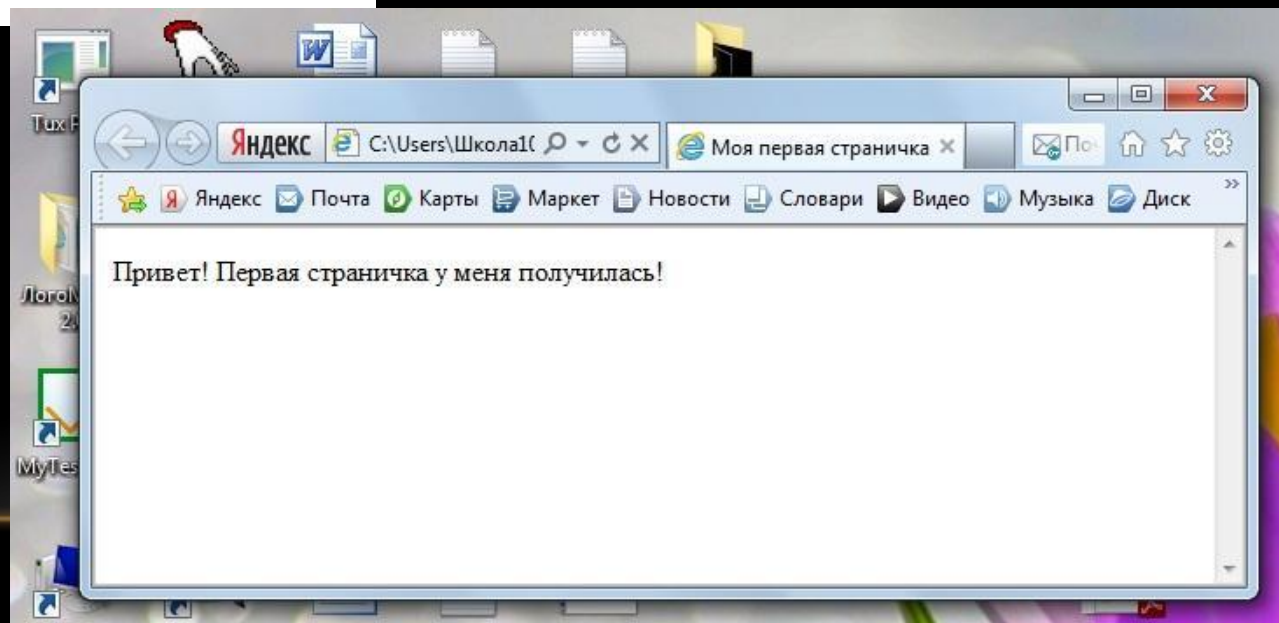 Tux
Яндекс C:\Users\Школа1 Моя первая страничка
Яндекс Почта Карты Маркет Новости Словари Видео Музыка Диск
Привет! Первая страничка у меня получилась!